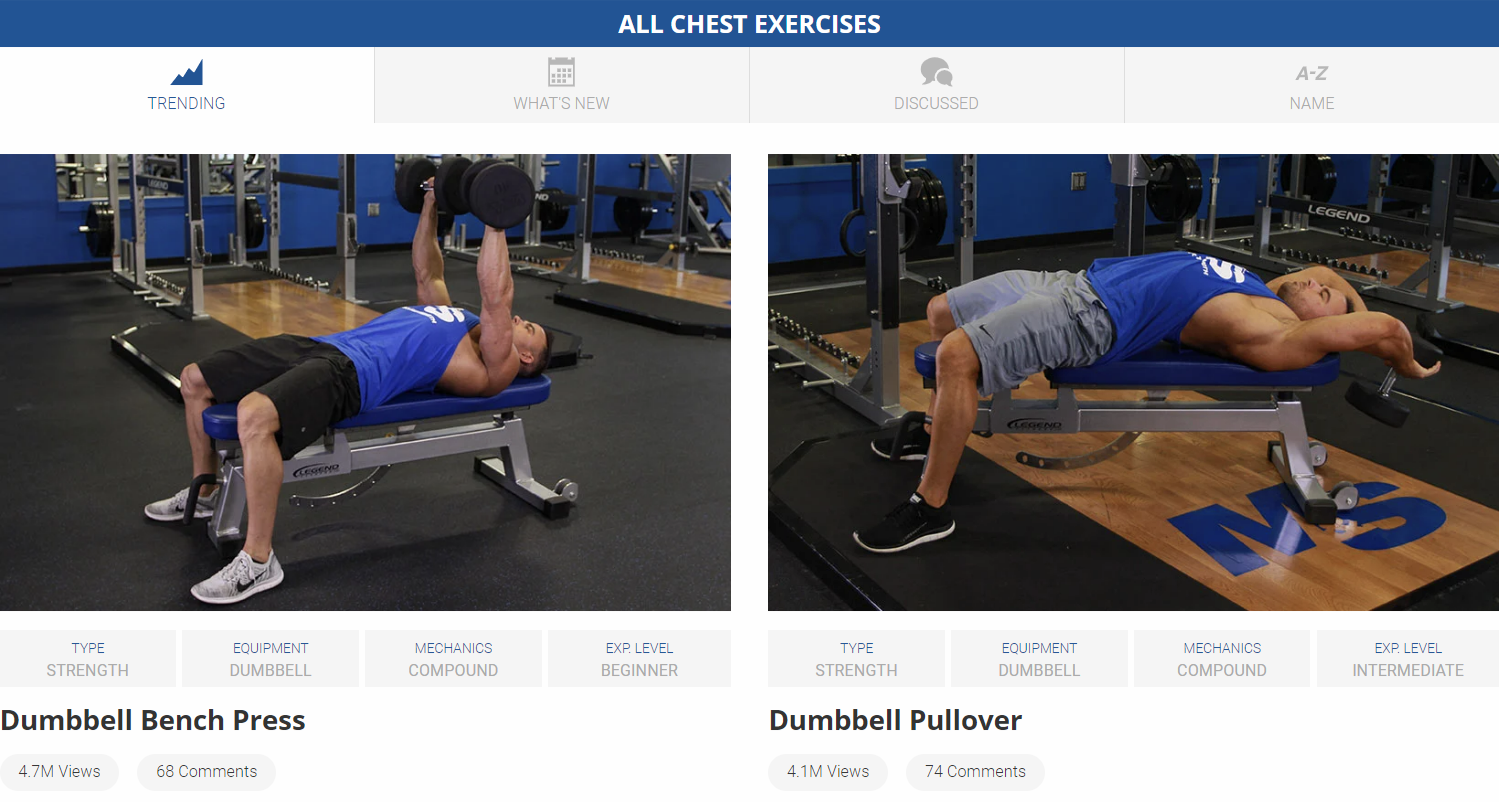 ALL CHEST EXERCISES
TRENDING
WHAT'S NEW
DISCUSSED
A-Z
NAME
LEGEND
LEGEND
LEGEND
LEGEND
MS
TYPE
STRENGTH
EQUIPMENT
DUMBBELL
MECHANICS
COMPOUND
EXP. LEVEL
BEGINNER
TYPE
STRENGTH
EQUIPMENT
DUMBBELL
MECHANICS
COMPOUND
EXP. LEVEL
INTERMEDIATE
Dumbbell Bench Press
Dumbbell Pullover
4.7M Views
68 Comments
4.1M Views
74 Comments